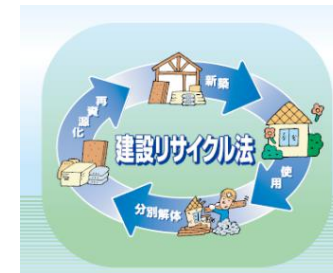 建設リサイクル法
新築
使用
分別解体
再資源化